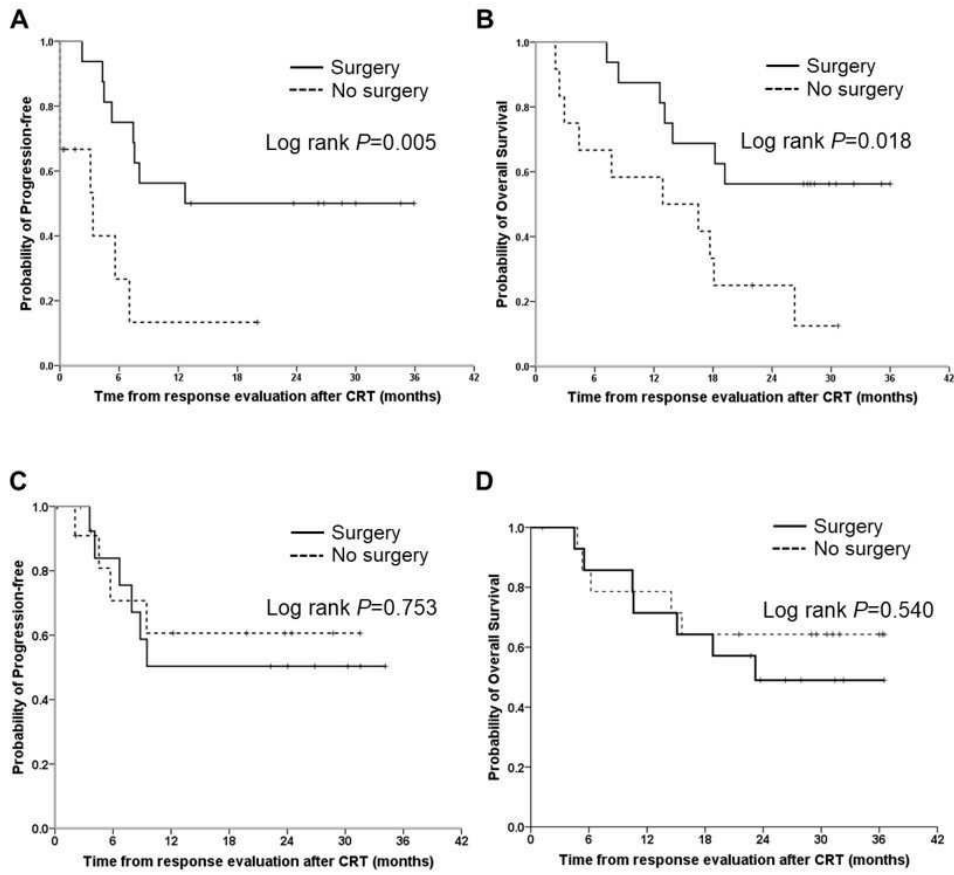 A
Probability of Progression-free
1.0
0.8
0.6
0.4
0.2
0.0
0 6 12 18 24 30 36 42
Tme from response evaluation after CRT (months)
Surgery
No surgery
Log rank P=0.005
B
Probability of Overall Survival
1.0
0.8
0.6
0.4
0.2
0.0
0 6 12 18 24 30 36 42
Time from response evaluation after CRT (months)
Surgery
No surgery
Log rank P=0.018
C
Probability of Progression-free
1.0
0.8
0.6
0.4
0.2
0.0
0 6 12 18 24 30 36 42
Time from response evaluation after CRT (months)
Surgery
No surgery
Log rank P=0.753
D
Probability of Overall Survival
1.0
0.8
0.6
0.4
0.2
0.0
0 6 12 18 24 30 36 42
Time from response evaluation after CRT (months)
Surgery
No surgery
Log rank P=0.540